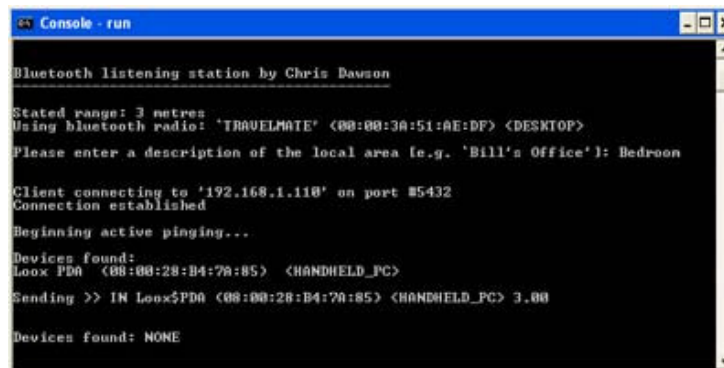 Console - run
Bluetooth listening station by Chris Dawson
Stated range: 3 metres
Using bluetooth radio: 'TRAVELMATE' <00:00:3A:51:AE:DF> <DESKTOP>
Please enter a description of the local area [e.g. 'Bill's Office']: Bedroom
Client connecting to '192.168.1.110' on port #5432
Connection established
Beginning active pinging...
Devices found:
Loox PDA <08:00:28:B4:7A:85> <HANDHELD_PC>
Sending >> IN Loox$PDA <08:00:28:B4:7A:85> <HANDHELD_PC> 3.00
Devices found: NONE